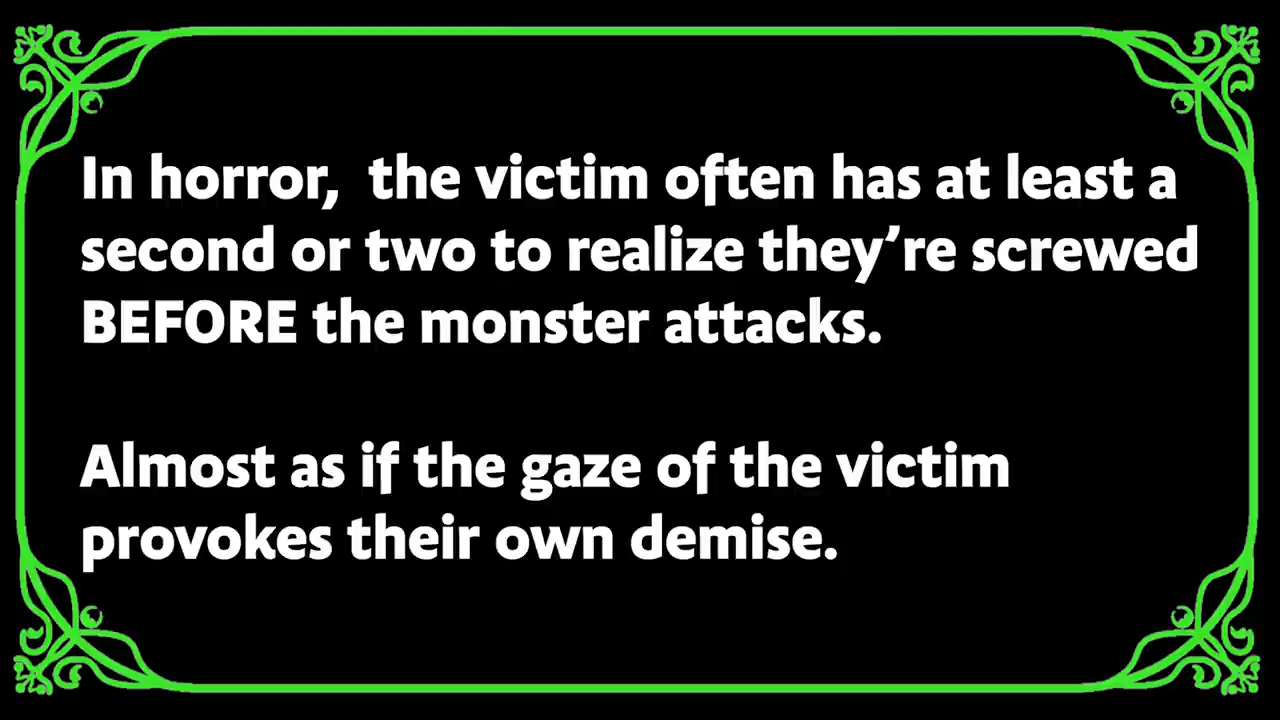 In horror,  the victim often has at least a
second or two to realize they’re screwed
BEFORE the monster attacks.
Almost as if the gaze of the victim
provokes their own demise.